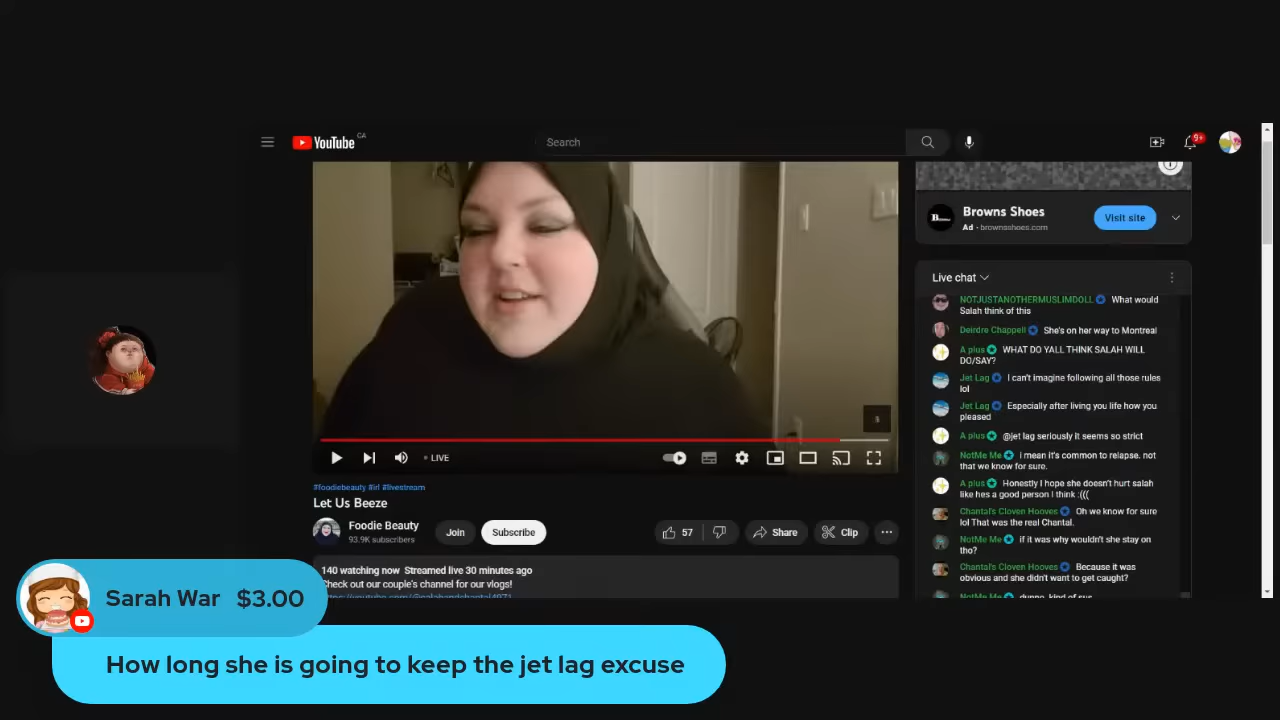 YouTube CA
Search
9+
Browns Shoes
Ad · brownsshoes.com
Visit site
Live chat
NOTJUSTANOTHERMUSLIMDOLL What would
Salah think of this
Deirdre Chappell She's on her way to Montreal
A plus WHAT DO YALL THINK SALAH WILL
DO/SAY?
Jet Lag I can't imagine following all those rules
lol
Jet Lag Especially after living you life how you
pleased
A plus @jet lag seriously it seems so strict
NotMe Me I mean it's common to relapse. not
that we know for sure.
A plus Honestly I hope she doesn't hurt salah
like hes a good person I think :(((
Chantal's Cloven Hooves Oh we know for sure
lol That was the real Chantal.
NotMe Me if it was why wouldn't she stay on
tho?
Chantal's Cloven Hooves Because it was
obvious and she didn't want to get caught?
NotMe Me dunno, kind of sus
LIVE
#foodiebeauty #irl #livestream
Let Us Beeze
Foodie Beauty
93.9K subscribers
Join
Subscribe
57
Share
Clip
140 watching now Streamed live 30 minutes ago
Check out our couple's channel for our vlogs!
Sarah War $3.00
How long she is going to keep the jet lag excuse